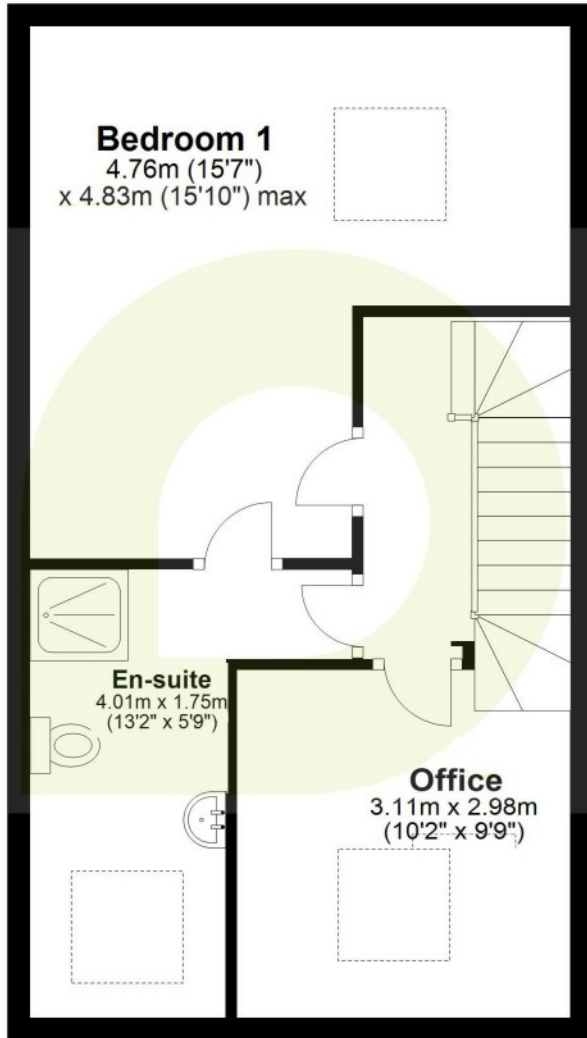 Bedroom 1
4.76m (15'7")
x 4.83m (15'10") max
En-suite
4.01m x 1.75m
(13'2" x 5'9")
Office
3.11m x 2.98m
(10'2" x 9'9")